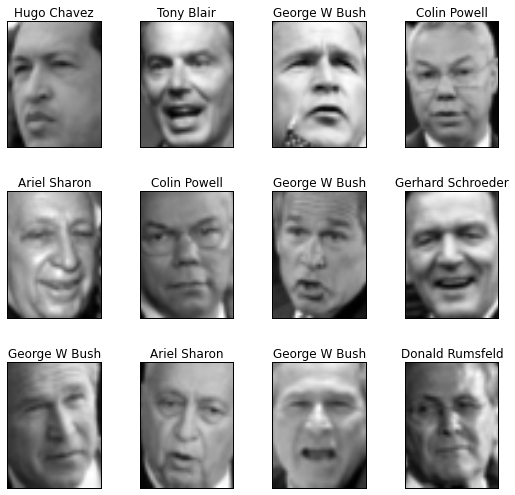 Hugo Chavez
Tony Blair
George W Bush
Colin Powell
Ariel Sharon
Colin Powell
George W Bush
Gerhard Schroeder
George W Bush
Ariel Sharon
George W Bush
Donald Rumsfeld